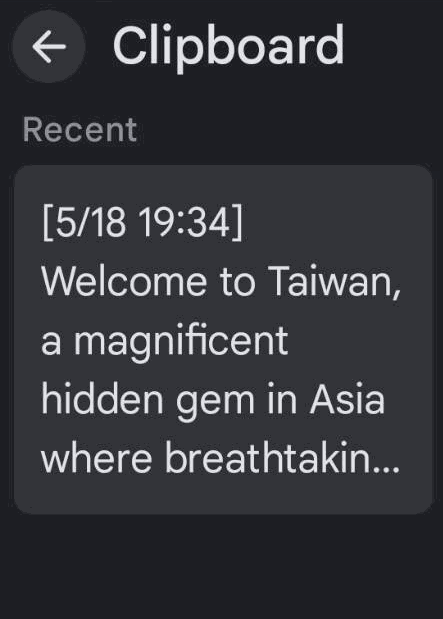 Clipboard
Recent
[5/18 19:34]
Welcome to Taiwan,
a magnificent
hidden gem in Asia
where breathtakin...